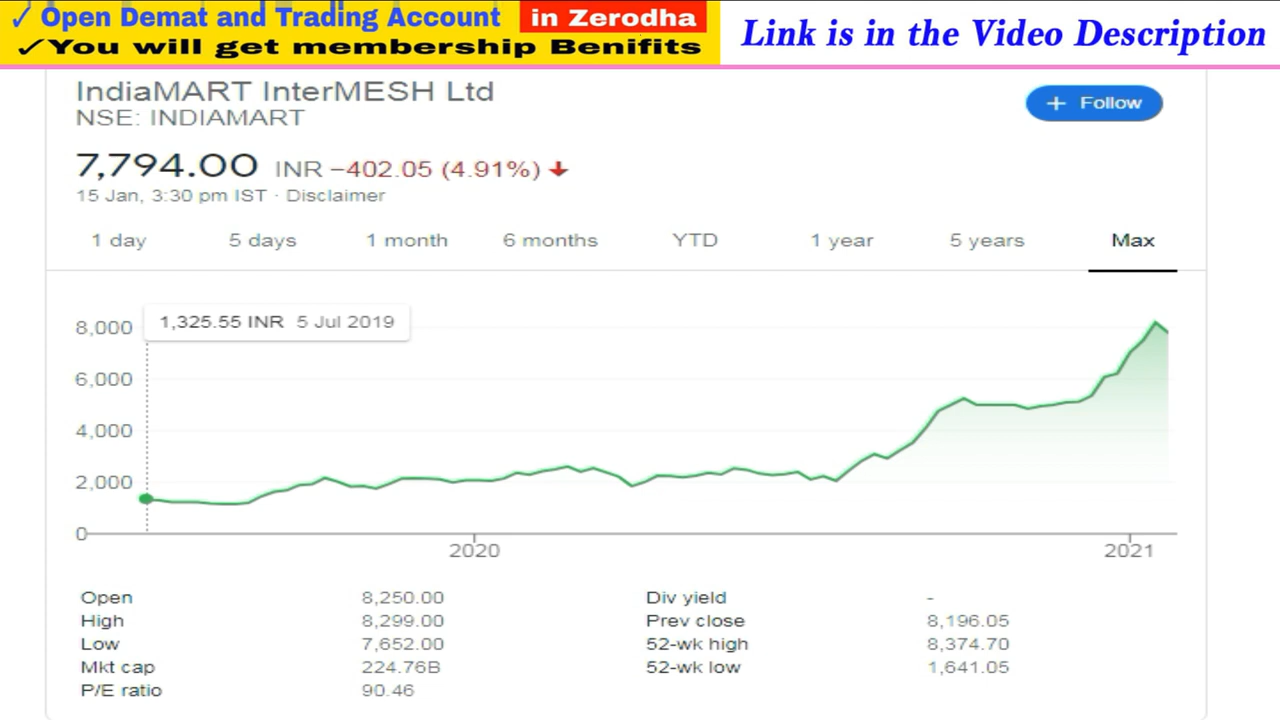 ✓ Open Demat and Trading Account in Zerodha
✓You will get membership Benifits
Link is in the Video Description
IndiaMART InterMESH Ltd
NSE: INDIAMART
+ Follow
7,794.00 INR −402.05 (4.91%) ↓
15 Jan, 3:30 pm IST · Disclaimer
1 day 5 days 1 month 6 months YTD 1 year 5 years Max
1,325.55 INR 5 Jul 2019
8,000
6,000
4,000
2,000
0
2020 2021
Open 8,250.00 Div yield -
High 8,299.00 Prev close 8,196.05
Low 7,652.00 52-wk high 8,374.70
Mkt cap 224.76B 52-wk low 1,641.05
P/E ratio 90.46